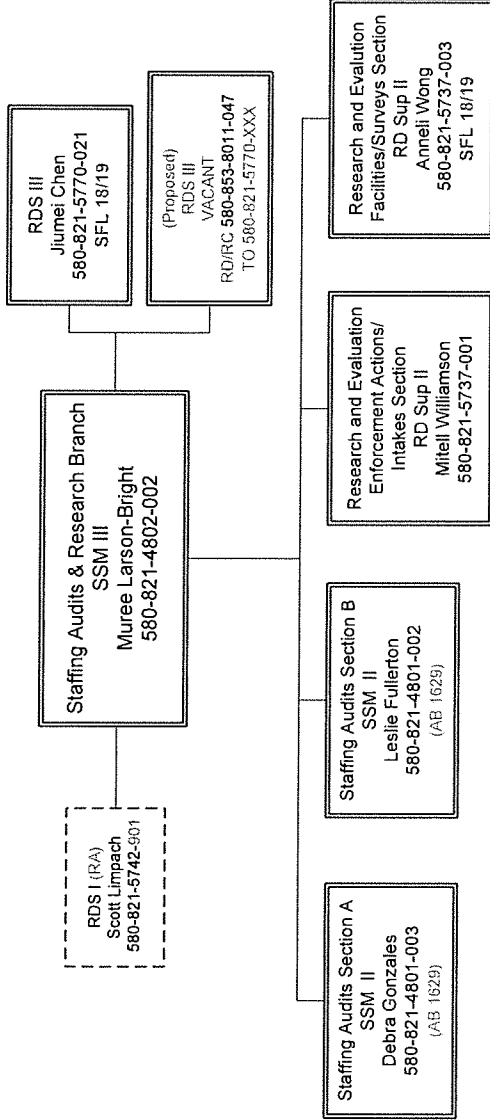 RDS I (RA)
Scott Limpach
580-821-5742-901
Staffing Audits & Research Branch
SSM III
Muree Larson-Bright
580-821-4802-002
RDS III
Jiumei Chen
580-821-5770-021
SFL 18/19
(Proposed)
RDS III
VACANT
RD/RC 580-853-8011-047
TO 580-821-5770-XXX
Staffing Audits Section A
SSM II
Debra Gonzales
580-821-4801-003
(AB 1629)
Staffing Audits Section B
SSM II
Leslie Fullerton
580-821-4801-002
(AB 1629)
Research and Evaluation
Enforcement Actions/
Intakes Section
RD Sup II
Mitell Williamson
580-821-5737-001
Research and Evalution
Facilities/Surveys Section
RD Sup II
Anneli Wong
580-821-5737-003
SFL 18/19